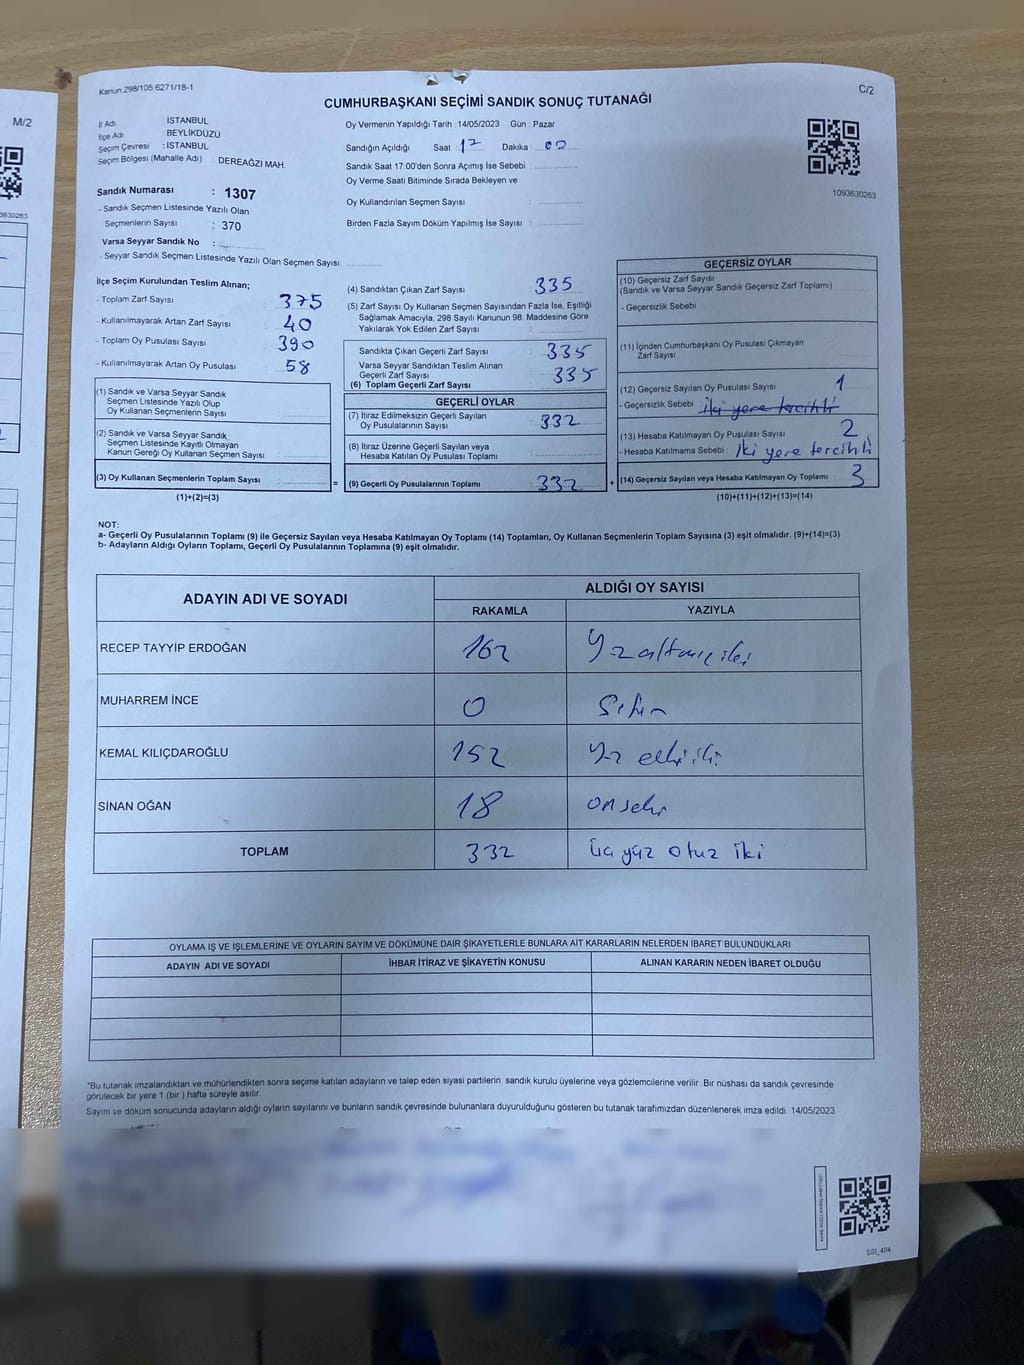 M/2
3630263
Kanun:298/105.6271/18-1
C/2
CUMHURBAŞKANI SEÇİMİ SANDIK SONUÇ TUTANAĞI
İl Adı : İSTANBUL
İlçe Adı : BEYLİKDÜZÜ
Seçim Çevresi : İSTANBUL
Seçim Bölgesi (Mahalle Adı) DEREAĞZI MAH.
Sandık Numarası : 1307
- Sandık Seçmen Listesinde Yazılı Olan
Seçmenlerin Sayısı : 370
Varsa Seyyar Sandık No :
- Seyyar Sandık Seçmen Listesinde Yazılı Olan Seçmen Sayısı:
Oy Vermenin Yapıldığı Tarih :14/05/2023 Gün : Pazar
Sandığın Açıldığı Saat 17 Dakika 00
Sandık Saat 17:00'den Sonra Açımış İse Sebebi :
Oy Verme Saati Bitiminde Sırada Bekleyen ve
Oy Kullandırılan Seçmen Sayısı :
Birden Fazla Sayım Döküm Yapılmış İse Sayısı :
1093630263
İlçe Seçim Kurulundan Teslim Alınan;
- Toplam Zarf Sayısı : 375
- Kullanılmayarak Artan Zarf Sayısı : 40
- Toplam Oy Pusulası Sayısı : 390
- Kullanılmayarak Artan Oy Pusulası : 58
(1) Sandık ve Varsa Seyyar Sandık
Seçmen Listesinde Yazılı Olup
Oy Kullanan Seçmenlerin Sayısı
(2) Sandık ve Varsa Seyyar Sandık
Seçmen Listesinde Kayıtlı Olmayan
Kanun Gereği Oy Kullanan Seçmen Sayısı
(3) Oy Kullanan Seçmenlerin Toplam Sayısı
(1)+(2)=(3)
(4) Sandıktan Çıkan Zarf Sayısı : 335
(5) Zarf Sayısı Oy Kullanan Seçmen Sayısından Fazla İse, Eşitliği
Sağlamak Amacıyla, 298 Sayılı Kanunun 98. Maddesine Göre
Yakılarak Yok Edilen Zarf Sayısı :
Sandıkta Çıkan Geçerli Zarf Sayısı : 335
Varsa Seyyar Sandıktan Teslim Alınan
Geçerli Zarf Sayısı
(6) Toplam Geçerli Zarf Sayısı : 335
GEÇERLİ OYLAR
(7) İtiraz Edilmeksizin Geçerli Sayılan
Oy Pusulalarının Sayısı : 332
(8) İtiraz Üzerine Geçerli Sayılan veya
Hesaba Katılan Oy Pusulası Toplamı
= (9) Geçerli Oy Pusulalarının Toplamı : 332 +
GEÇERSİZ OYLAR
(10) Geçersiz Zarf Sayısı
(Sandık ve Varsa Seyyar Sandık Geçersiz Zarf Toplamı)
- Geçersizlik Sebebi
(11) İçinden Cumhurbaşkanı Oy Pusulası Çıkmayan
Zarf Sayısı
(12) Geçersiz Sayılan Oy Pusulası Sayısı : 1
- Geçersizlik Sebebi : İki yere tercihli
(13) Hesaba Katılmayan Oy Pusulası Sayısı : 2
- Hesaba Katılmama Sebebi : İki yere tercihli
(14) Geçersiz Sayılan veya Hesaba Katılmayan Oy Toplamı : 3
(10)+(11)+(12)+(13)=(14)
NOT:
a- Geçerli Oy Pusulalarının Toplamı (9) ile Geçersiz Sayılan veya Hesaba Katılmayan Oy Toplamı (14) Toplamları, Oy Kullanan Seçmenlerin Toplam Sayısına (3) eşit olmalıdır. (9)+(14)=(3)
b- Adayların Aldığı Oyların Toplamı, Geçerli Oy Pusulalarının Toplamına (9) eşit olmalıdır.
ADAYIN ADI VE SOYADI
ALDIĞI OY SAYISI
RAKAMLA YAZIYLA
RECEP TAYYİP ERDOĞAN 162 Yüzaltmış iki
MUHARREM İNCE 0 Sıfır
KEMAL KILIÇDAROĞLU 152 Yüz elli iki
SİNAN OĞAN 18 onsekiz
TOPLAM 332 üç yüz otuz iki
OYLAMA İŞ VE İŞLEMLERİNE VE OYLARIN SAYIM VE DÖKÜMÜNE DAİR ŞİKAYETLERLE BUNLARA AİT KARARLARIN NELERDEN İBARET BULUNDUKLARI
ADAYIN ADI VE SOYADI İHBAR İTİRAZ VE ŞİKAYETİN KONUSU ALINAN KARARIN NEDEN İBARET OLDUĞU
*Bu tutanak imzalandıktan ve mühürlendikten sonra seçime katılan adayların ve talep eden siyasi partilerin sandık kurulu üyelerine veya gözlemcilerine verilir. Bir nüshası da sandık çevresinde
görülecek bir yere 1 (bir ) hafta süreyle asılır.
Sayım ve döküm sonucunda adayların aldığı oyların sayılarını ve bunların sandık çevresinde bulunanlara duyurulduğunu gösteren bu tutanak tarafımızdan düzenlenerek imza edildi. 14/05/2023
SSI_404